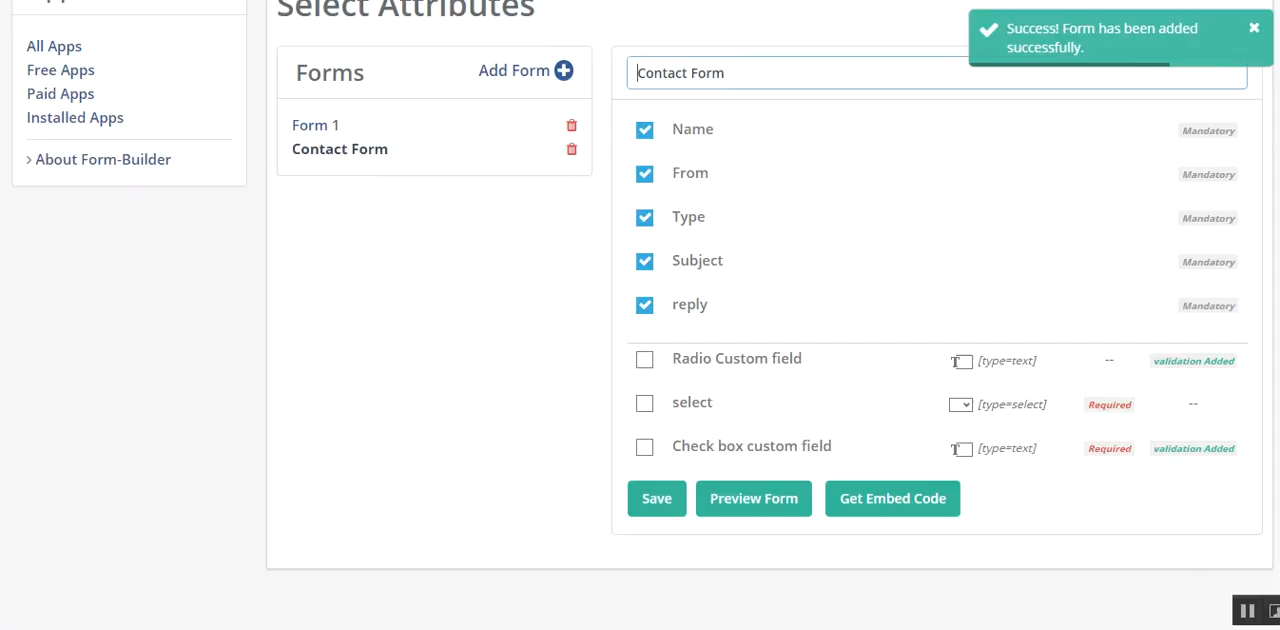 Select Attributes
All Apps
Free Apps
Paid Apps
Installed Apps
> About Form-Builder
Forms
Add Form
Form 1
Contact Form
Success! Form has been added
successfully.
Contact Form
Name Mandatory
From Mandatory
Type Mandatory
Subject Mandatory
reply Mandatory
Radio Custom field [type=text] -- validation Added
select [type=select] Required --
Check box custom field [type=text] Required validation Added
Save Preview Form Get Embed Code